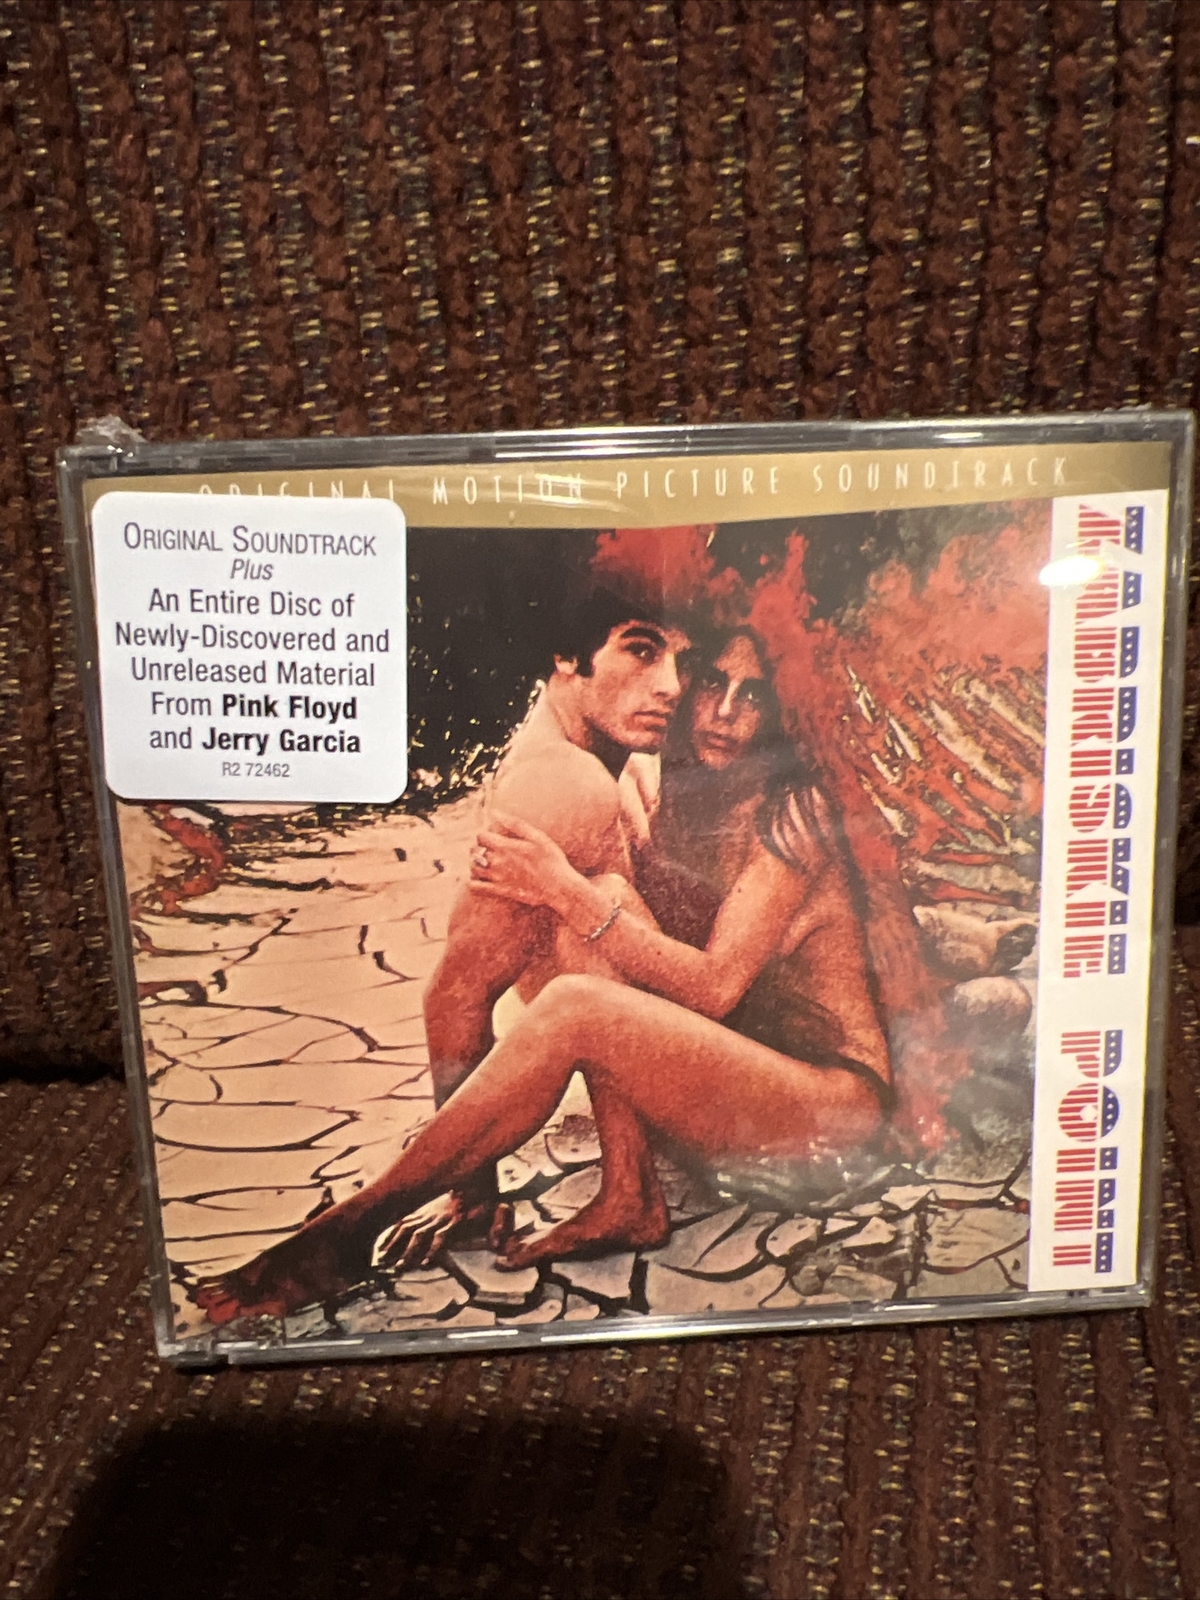 ORIGINAL MOTION PICTURE SOUNDTRACK
ORIGINAL SOUNDTRACK
Plus
An Entire Disc of
Newly-Discovered and
Unreleased Material
From Pink Floyd
and Jerry Garcia
R2 72462
ZABRISKIE POINT